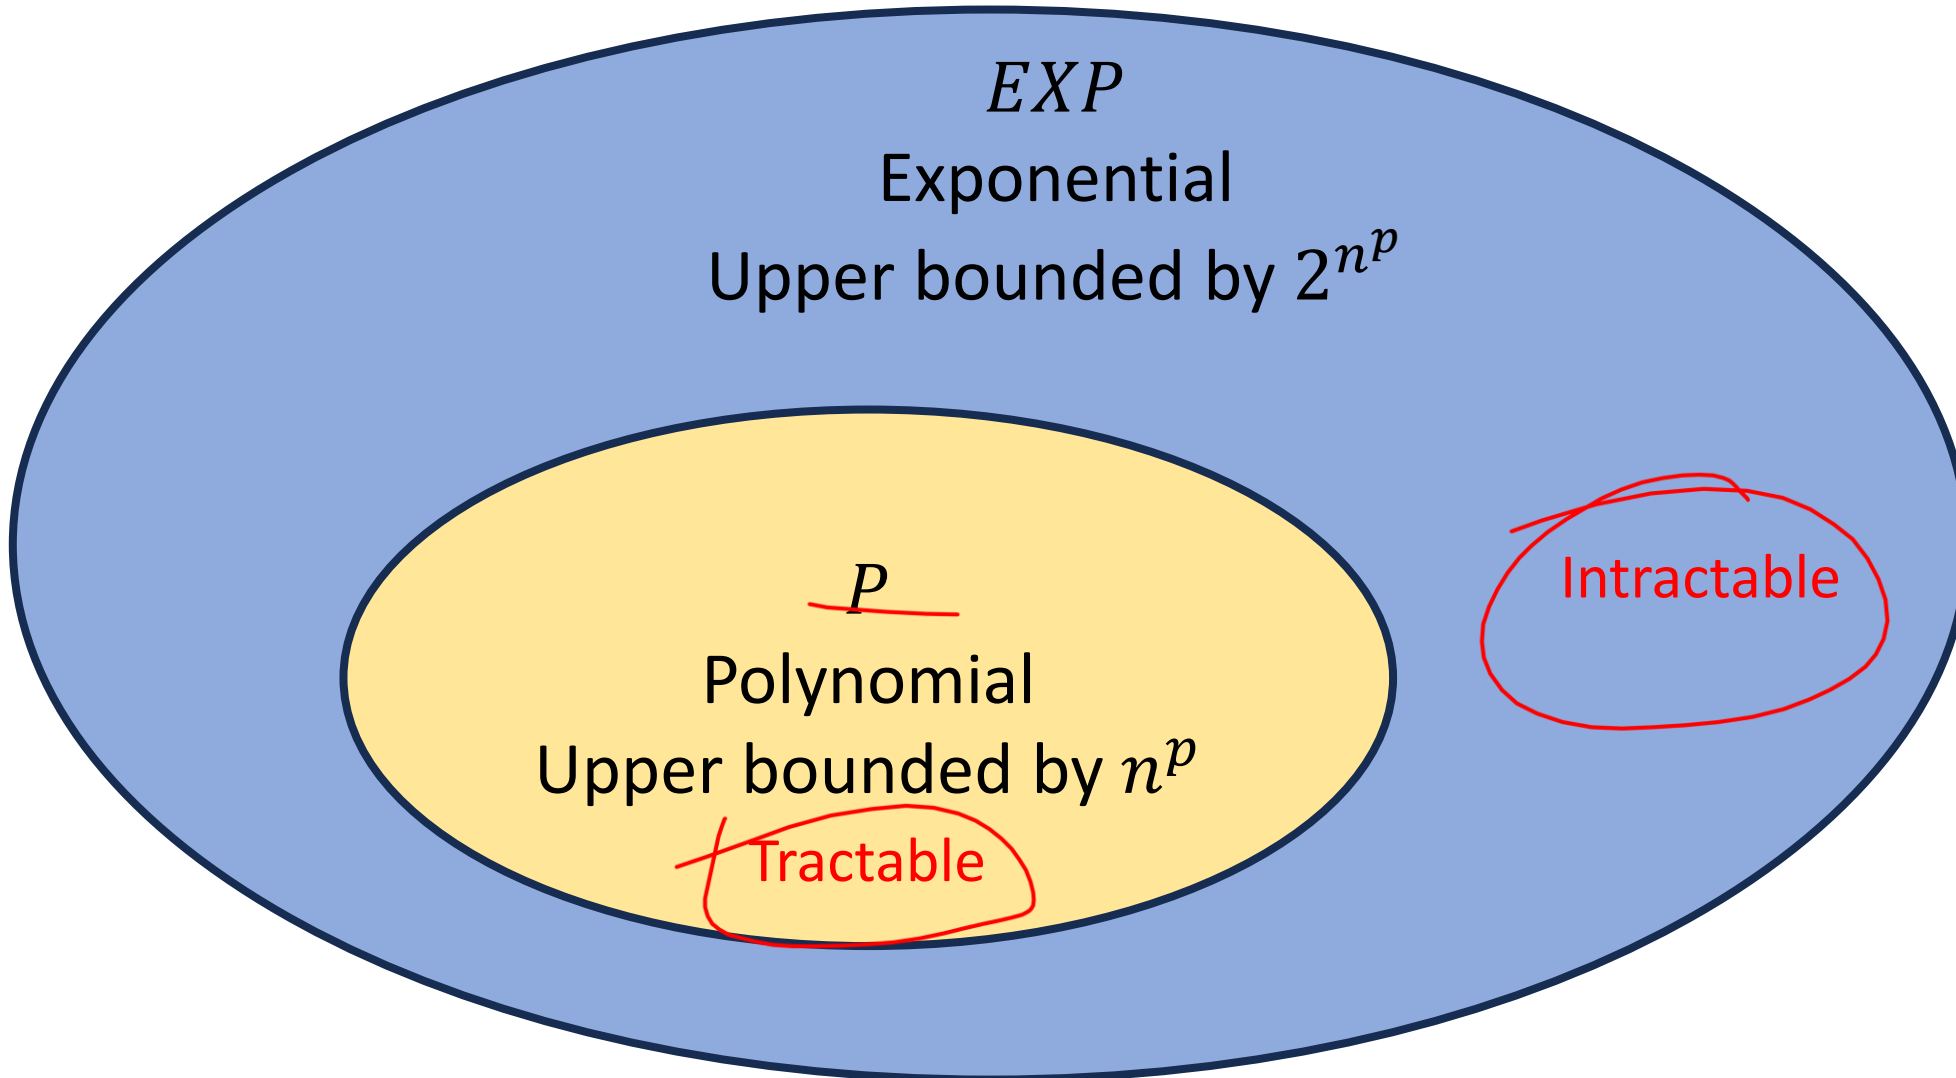 EXP
Exponential
Upper bounded by 2^{n^p}
Intractable
P
Polynomial
Upper bounded by n^p
Tractable